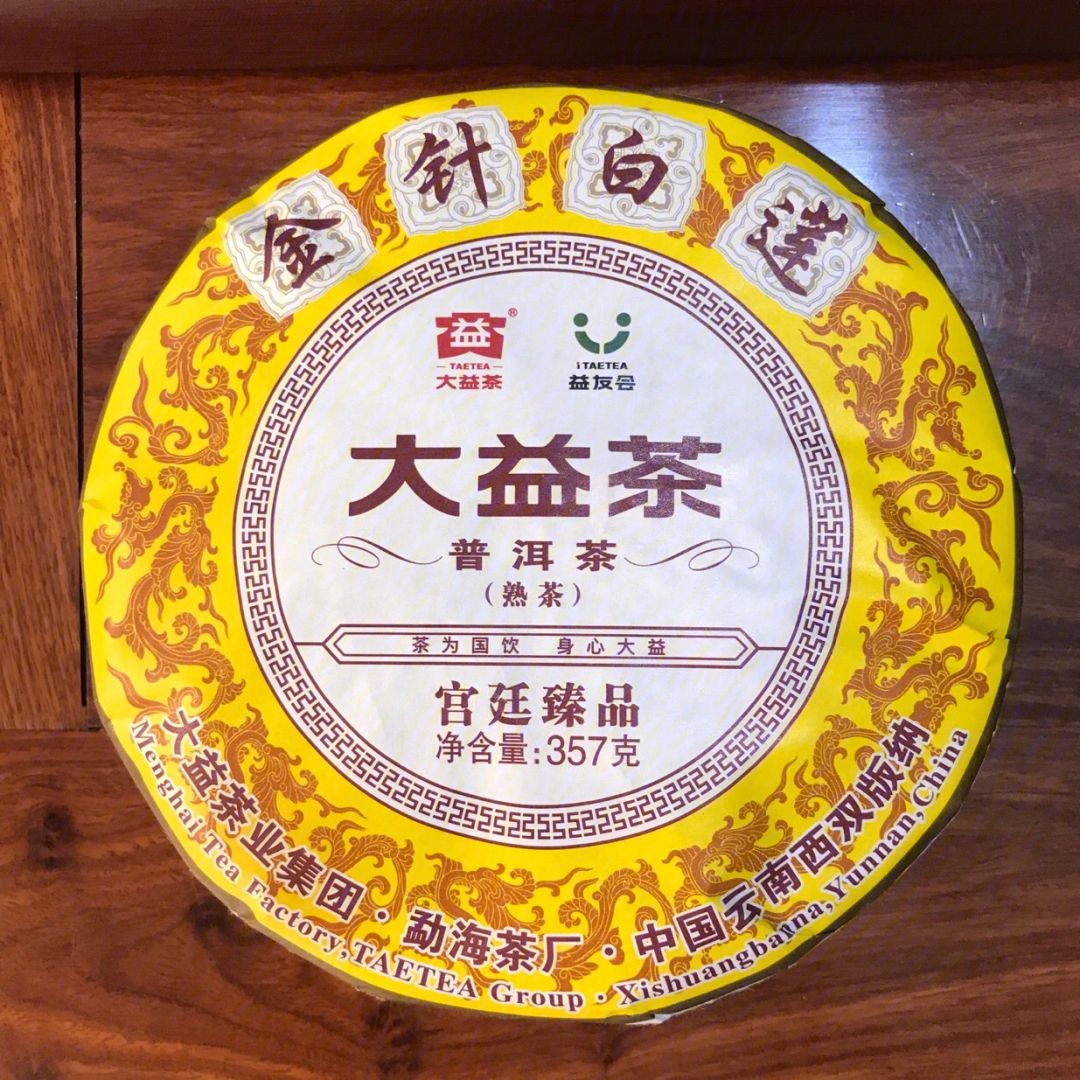 金针白莲
益®
TAETEA
大益茶
iTAETEA
益友会
大益茶
普洱茶
(熟茶)
茶为国饮 身心大益
宫廷臻品
净含量:357克
大益茶业集团·勐海茶厂·中国云南西双版纳
Menghai Tea Factory,TAETEA Group · Xishuangbanna,Yunnan,China